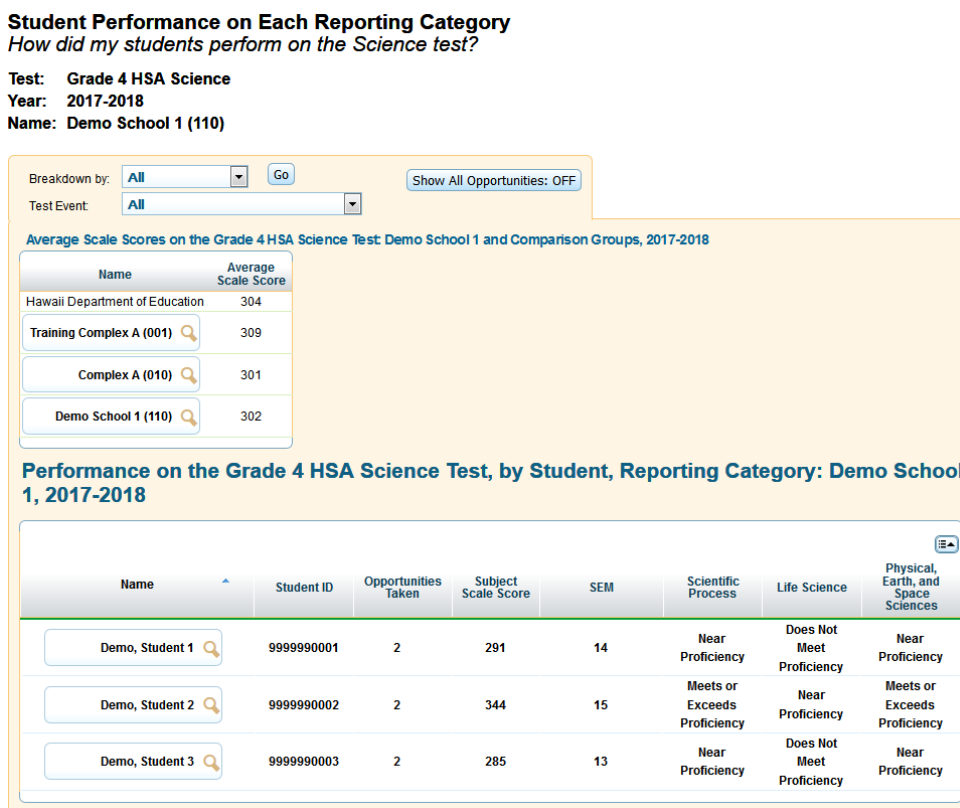 Student Performance on Each Reporting Category
How did my students perform on the Science test?
Test: Grade 4 HSA Science
Year: 2017-2018
Name: Demo School 1 (110)
Breakdown by: All Go
Show All Opportunities: OFF
Test Event: All
Average Scale Scores on the Grade 4 HSA Science Test: Demo School 1 and Comparison Groups, 2017-2018
Name Average Scale Score
Hawaii Department of Education 304
Training Complex A (001) 309
Complex A (010) 301
Demo School 1 (110) 302
Performance on the Grade 4 HSA Science Test, by Student, Reporting Category: Demo School
1, 2017-2018
Name Student ID Opportunities Taken Subject Scale Score SEM Scientific Process Life Science Physical, Earth, and Space Sciences
Demo, Student 1 9999990001 2 291 14 Near Proficiency Does Not Meet Proficiency Near Proficiency
Demo, Student 2 9999990002 2 344 15 Meets or Exceeds Proficiency Near Proficiency Meets or Exceeds Proficiency
Demo, Student 3 9999990003 2 285 13 Near Proficiency Does Not Meet Proficiency Near Proficiency